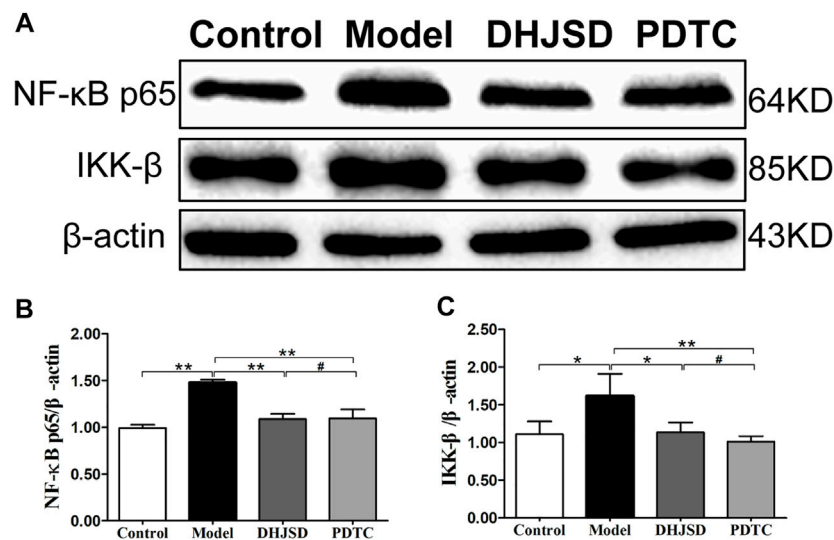 A
Control Model DHJSD PDTC
NF-κB p65 64KD
IKK-β 85KD
β-actin 43KD
B
NF-κB p65/β -actin
2.00
1.50
1.00
0.50
0.00
**
** ** #
Control Model DHJSD PDTC
C
IKK-β /β -actin
2.50
2.00
1.50
1.00
0.50
0.00
**
* * #
Control Model DHJSD PDTC